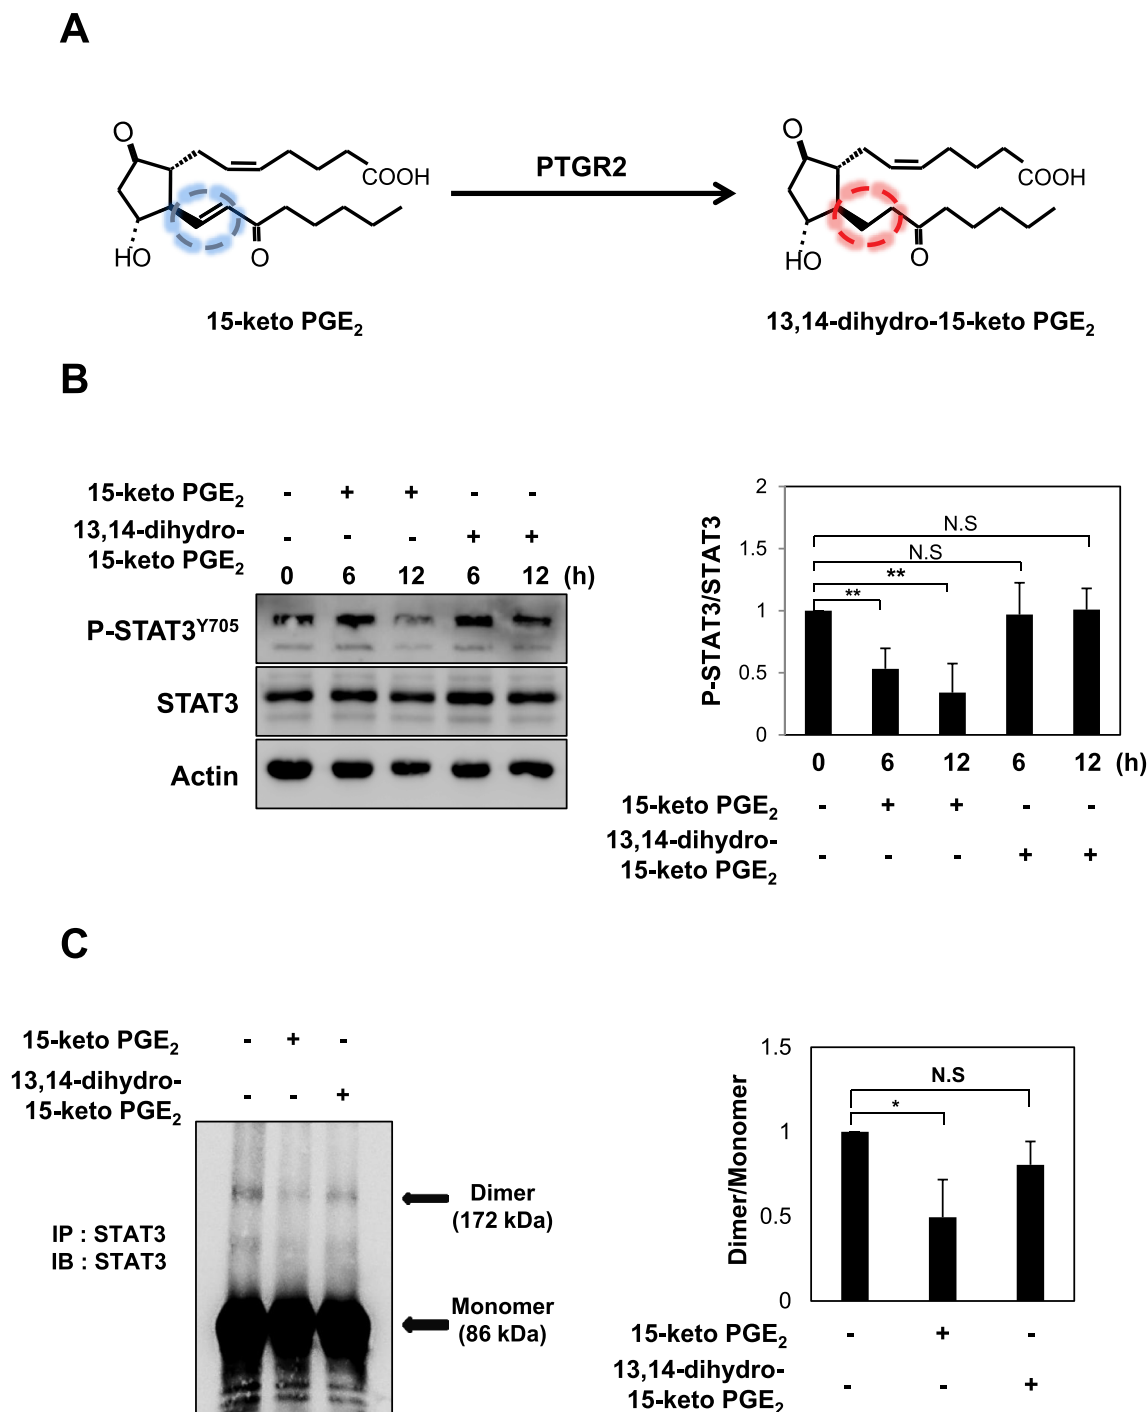 A
O
COOH
HO
O
15-keto PGE2
PTGR2
O
COOH
HO
O
13,14-dihydro-15-keto PGE2
B
15-keto PGE2 - + + - -
13,14-dihydro-
15-keto PGE2 - - - + +
0 6 12 6 12 (h)
P-STAT3Y705
STAT3
Actin
P-STAT3/STAT3
2
1.5
1
0.5
0
N.S
N.S
**
**
0 6 12 6 12 (h)
15-keto PGE2 - + + - -
13,14-dihydro-
15-keto PGE2 - - - + +
C
15-keto PGE2 - + -
13,14-dihydro-
15-keto PGE2 - - +
IP : STAT3
IB : STAT3
Dimer
(172 kDa)
Monomer
(86 kDa)
Dimer/Monomer
1.5
1
0.5
0
N.S
*
15-keto PGE2 - + -
13,14-dihydro-
15-keto PGE2 - - +